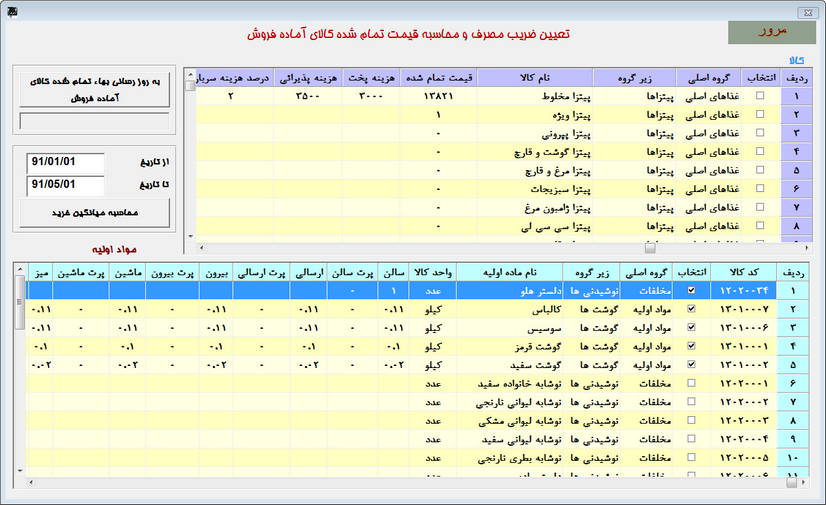 مرور
تعیین ضریب مصرف و محاسبه قیمت تمام شده کالای آماده فروش
کالا
ردیف انتخاب گروه اصلی زیر گروه نام کالا قیمت تمام شده هزینه پخت هزینه پذیرائی درصد هزینه سربار
۱ غذاهای اصلی پیتزاها پیتزا مخلوط ۱۳۸۲۱ ۳۰۰۰ ۳۵۰۰ ۲
۲ غذاهای اصلی پیتزاها پیتزا ویژه ۱
۳ غذاهای اصلی پیتزاها پیتزا پپرونی -
۴ غذاهای اصلی پیتزاها پیتزا گوشت و قارچ -
۵ غذاهای اصلی پیتزاها پیتزا مرغ و قارچ -
۶ غذاهای اصلی پیتزاها پیتزا سبزیجات -
۷ غذاهای اصلی پیتزاها پیتزا ژامبون مرغ -
۸ غذاهای اصلی پیتزاها پیتزا سی سی لی -
به روز رسانی بهاء تمام شده کالای
آماده فروش
از تاریخ 91/01/01
تا تاریخ 91/05/01
محاسبه میانگین خرید
مواد اولیه
ردیف کد کالا انتخاب گروه اصلی زیر گروه نام ماده اولیه واحد کالا سالن پرت سالن ارسالی پرت ارسالی بیرون پرت بیرون ماشین پرت ماشین میز
۱ ۱۲۰۲۰۰۳۴ مخلفات نوشیدنی ها دلستر هلو عدد ۱ -
۲ ۱۳۰۱۰۰۰۷ مواد اولیه گوشت ها کالباس کیلو ۰.۱۱ - ۰.۱۱ - ۰.۱۱ - ۰.۱۱ - ۰.۱۱
۳ ۱۳۰۱۰۰۰۶ مواد اولیه گوشت ها سوسیس کیلو ۰.۱۱ - ۰.۱۱ - ۰.۱۱ - ۰.۱۱ - ۰.۱۱
۴ ۱۳۰۱۰۰۰۱ مواد اولیه گوشت ها گوشت قرمز کیلو ۰.۱ - ۰.۱ - ۰.۱ - ۰.۱ - ۰.۱
۵ ۱۳۰۱۰۰۰۲ مواد اولیه گوشت ها گوشت سفید کیلو ۰.۰۲ - ۰.۰۲ - ۰.۰۲ - ۰.۰۲ - ۰.۰۲
۶ ۱۲۰۲۰۰۰۱ مخلفات نوشیدنی ها نوشابه خانواده سفید عدد
۷ ۱۲۰۲۰۰۰۲ مخلفات نوشیدنی ها نوشابه لیوانی نارنجی عدد
۸ ۱۲۰۲۰۰۰۳ مخلفات نوشیدنی ها نوشابه لیوانی مشکی عدد
۹ ۱۲۰۲۰۰۰۴ مخلفات نوشیدنی ها نوشابه لیوانی سفید عدد
۱۰ ۱۲۰۲۰۰۰۵ مخلفات نوشیدنی ها نوشابه بطری نارنجی عدد